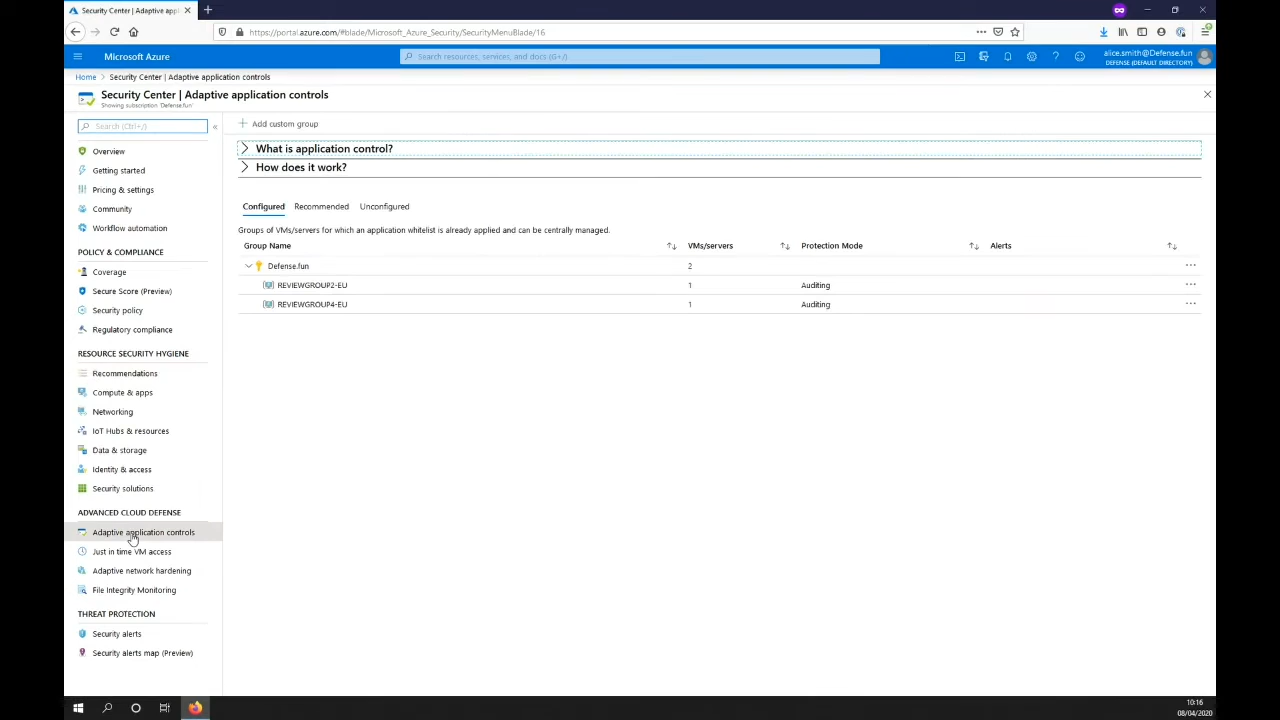 Security Center | Adaptive appl
https://portal.azure.com/#blade/Microsoft_Azure_Security/SecurityMenuBlade/16
Microsoft Azure
Search resources, services, and docs (G+/)
alice.smith@Defense.fun
DEFENSE (DEFAULT DIRECTORY)
Home > Security Center | Adaptive application controls
Security Center | Adaptive application controls
Showing subscription 'Defense.fun'
Search (Ctrl+/)
«
Overview
Getting started
Pricing & settings
Community
Workflow automation
POLICY & COMPLIANCE
Coverage
Secure Score (Preview)
Security policy
Regulatory compliance
RESOURCE SECURITY HYGIENE
Recommendations
Compute & apps
Networking
IoT Hubs & resources
Data & storage
Identity & access
Security solutions
ADVANCED CLOUD DEFENSE
Adaptive application controls
Just in time VM access
Adaptive network hardening
File Integrity Monitoring
THREAT PROTECTION
Security alerts
Security alerts map (Preview)
Add custom group
What is application control?
How does it work?
Configured Recommended Unconfigured
Groups of VMs/servers for which an application whitelist is already applied and can be centrally managed.
Group Name VMs/servers Protection Mode Alerts
Defense.fun 2
REVIEWGROUP2-EU 1 Auditing
REVIEWGROUP4-EU 1 Auditing
10:16
08/04/2020